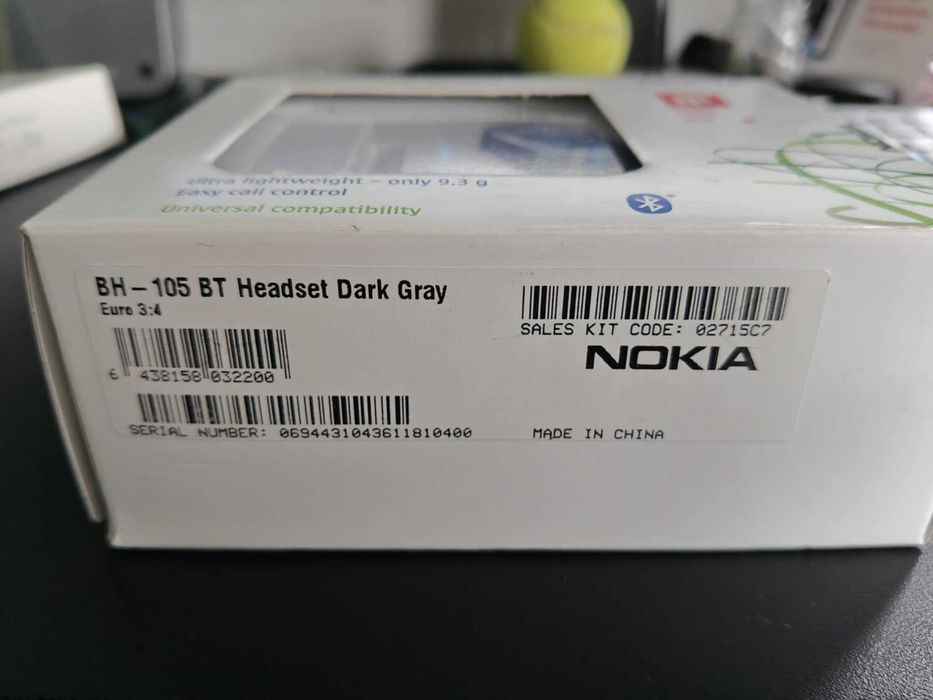 Ultra lightweight – only 9.3 g
Easy call control
Universal compatibility
BH – 105 BT Headset Dark Gray
Euro 3:4
6 438158 032200
SERIAL NUMBER: 0694431043611810400
SALES KIT CODE: 02715C7
NOKIA
MADE IN CHINA